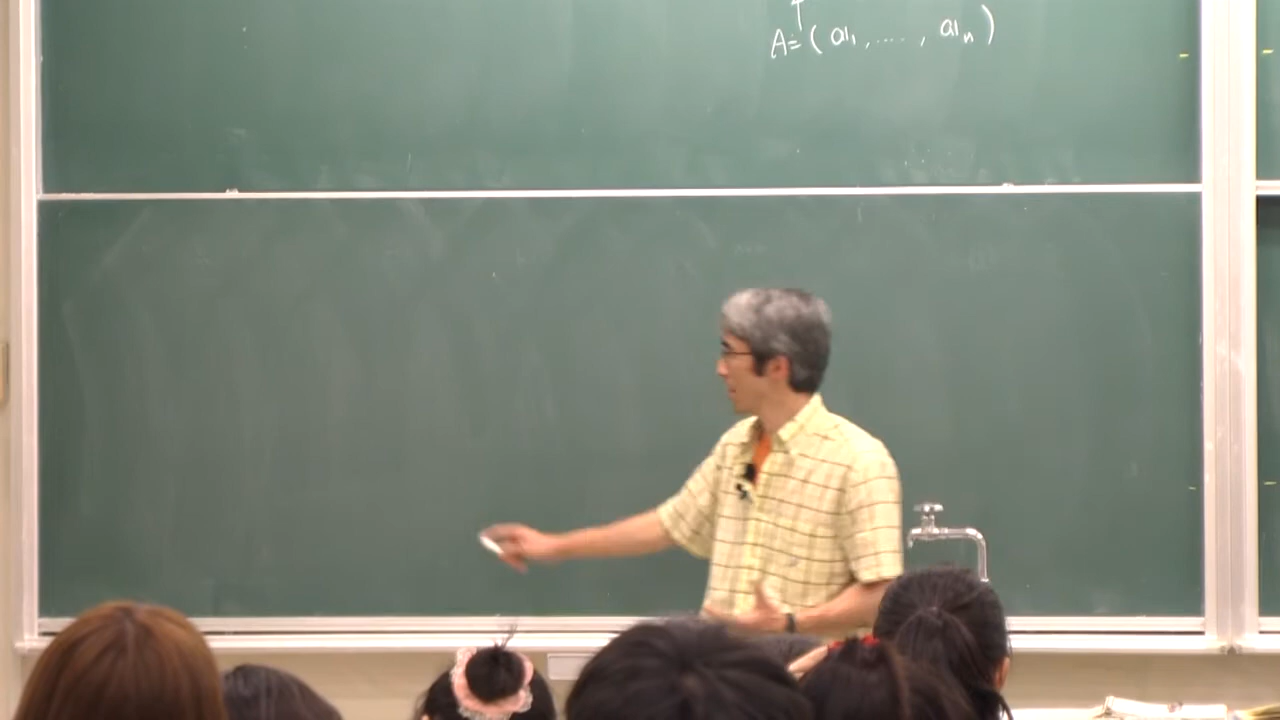 ↑
A = ( 𝕒₁ , ..... , 𝕒ₙ )